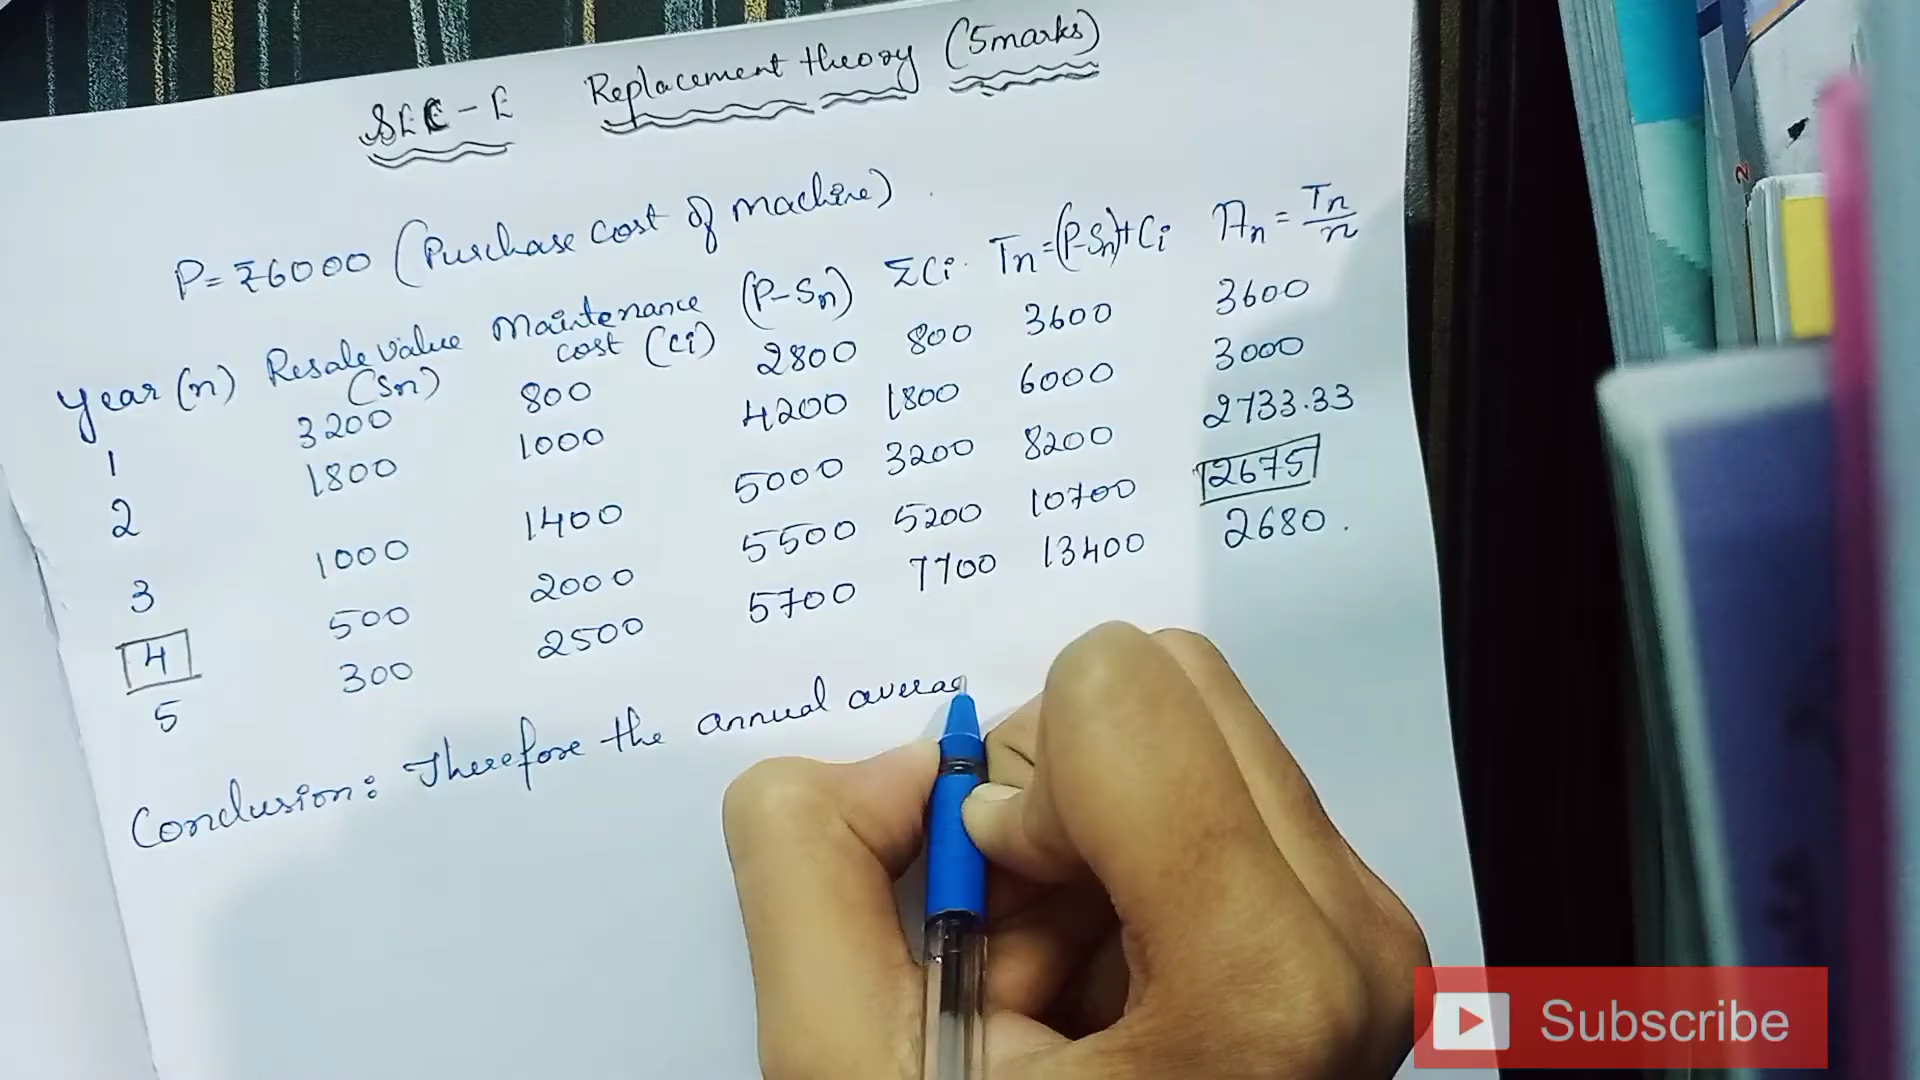 SEC-E Replacement theory (5marks)
P=₹6000 (Purchase cost of machine)
Year(n) Resale value (Sn) Maintenance cost (Ci) (P-Sn) ΣCi Tn=(P-Sn)+Ci An=Tn/n
1 3200 800 2800 800 3600 3600
2 1800 1000 4200 1800 6000 3000
3 1000 1400 5000 3200 8200 2733.33
4 500 2000 5500 5200 10700 2675
5 300 2500 5700 7700 13400 2680.
Conclusion: Therefore the annual averag
Subscribe